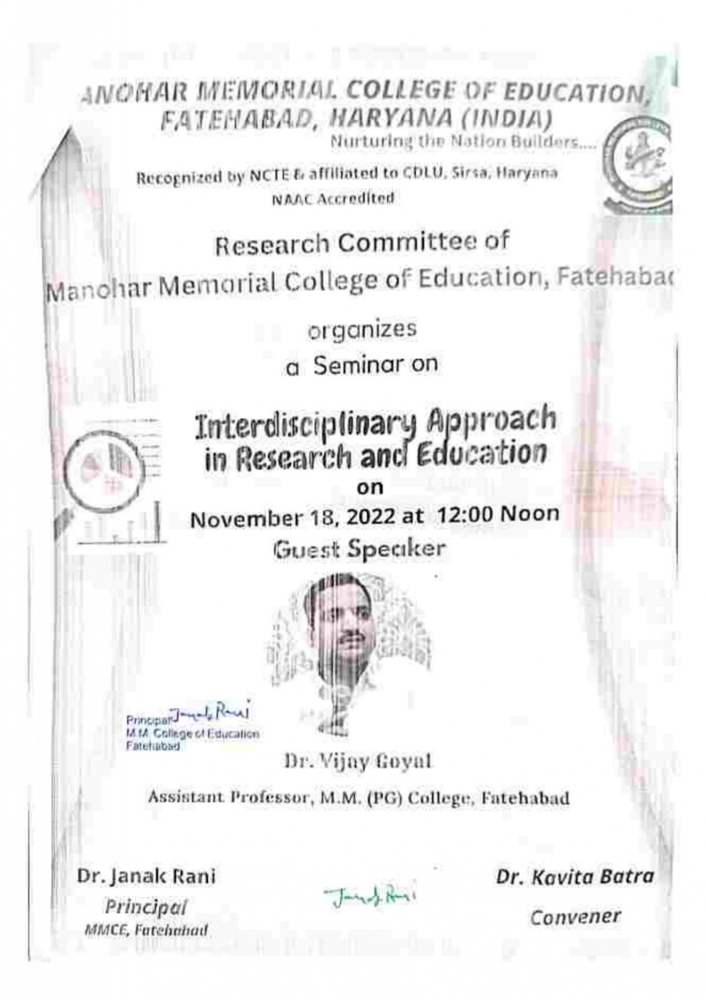 ANOHAR MEMORIAL COLLEGE OF EDUCATION,
FATEHABAD, HARYANA (INDIA)
Nurturing the Nation Builders....
Recognized by NCTE & affiliated to CDLU, Sirsa, Haryana
NAAC Accredited
Research Committee of
Manohar Memorial College of Education, Fatehabad
organizes
a Seminar on
Interdisciplinary Approach
in Research and Education
on
November 18, 2022 at 12:00 Noon
Guest Speaker
Janak Rani
Principal
M.M. College of Education
Fatehabad
Dr. Vijay Goyal
Assistant Professor, M.M. (PG) College, Fatehabad
Dr. Janak Rani
Principal
MMCE, Fatehabad
Janak Rani
Dr. Kavita Batra
Convener